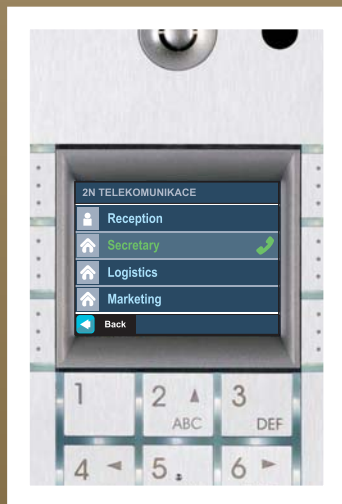 2N TELEKOMUNIKACE
Reception
Secretary
Logistics
Marketing
Back
1 2 3
ABC DEF
4 5 6